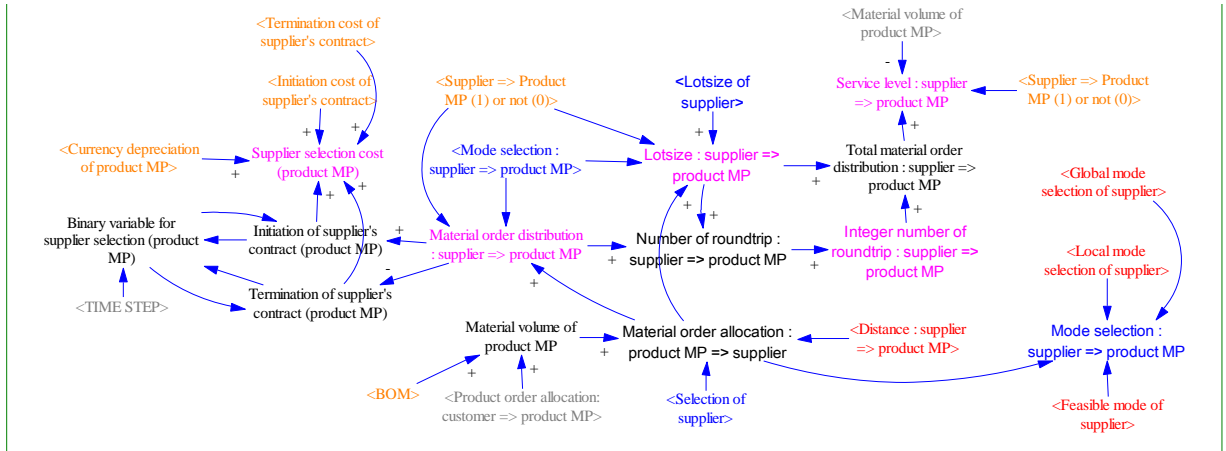 <Termination cost of
supplier's contract>
<Initiation cost of
supplier's contract>
<Currency depreciation
of product MP>
+
+
+
Supplier selection cost
(product MP)
+
+
Binary variable for
supplier selection (product
MP)
Initiation of supplier's
contract (product MP)
Termination of supplier's
contract (product MP)
<TIME STEP>
<Supplier => Product
MP (1) or not (0)>
<Mode selection :
supplier => product MP>
+
-
Material order distribution
: supplier => product MP
+
+
<Lotsize of
supplier>
+
Lotsize : supplier =>
product MP
+
+
+
Number of roundtrip :
supplier => product MP
+
Integer number of
roundtrip : supplier =>
product MP
+
Total material order
distribution : supplier =>
product MP
+
<Material volume of
product MP>
-
Service level : supplier
=> product MP
<Supplier => Product
MP (1) or not (0)>
Material volume of
product MP
+
+
+
<BOM>
<Product order allocation:
customer => product MP>
Material order allocation :
product MP => supplier
<Selection of
supplier>
<Distance : supplier
=> product MP>
<Global mode
selection of supplier>
<Local mode
selection of supplier>
Mode selection :
supplier => product MP
<Feasible mode of
supplier>